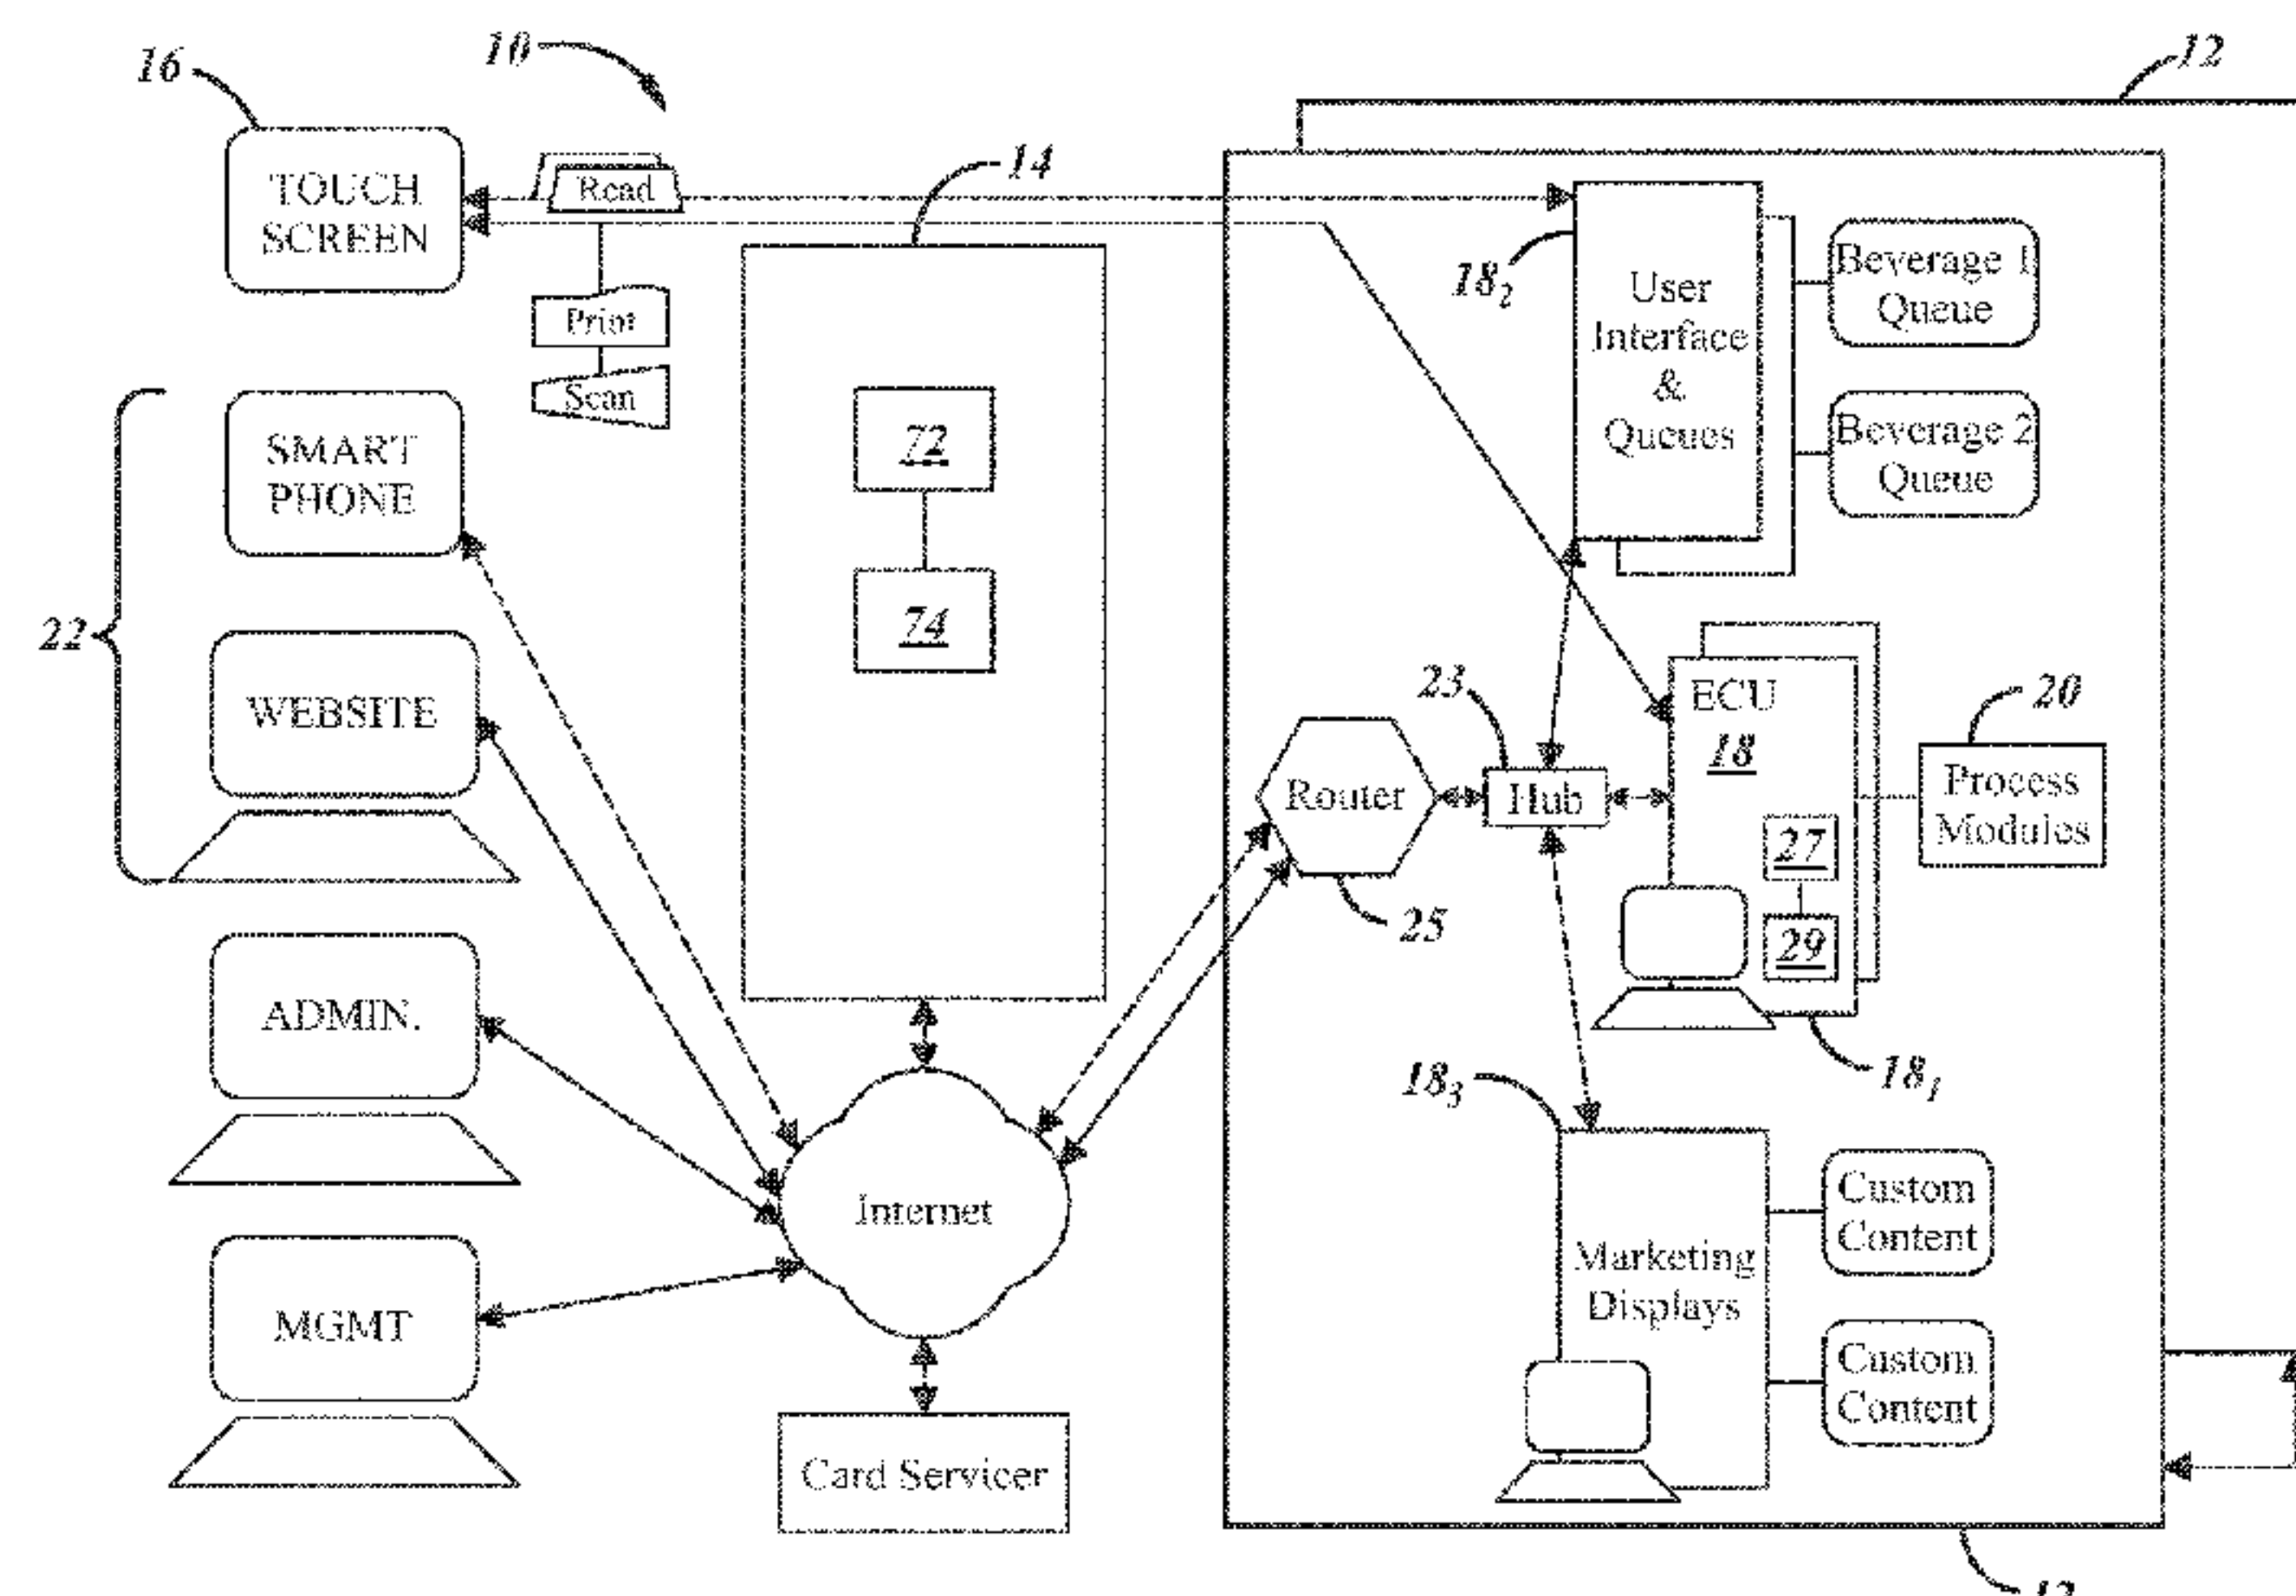 10
12
16
TOUCH
SCREEN
Read
Print
Scan
14
72
74
18₂
User
Interface
&
Queues
Beverage 1
Queue
Beverage 2
Queue
22
SMART
PHONE
WEBSITE
ADMIN.
MGMT
Internet
Card Servicer
Router
25
23
Hub
ECU
18
27
29
18₁
20
Process
Modules
18₃
Marketing
Displays
Custom
Content
Custom
Content